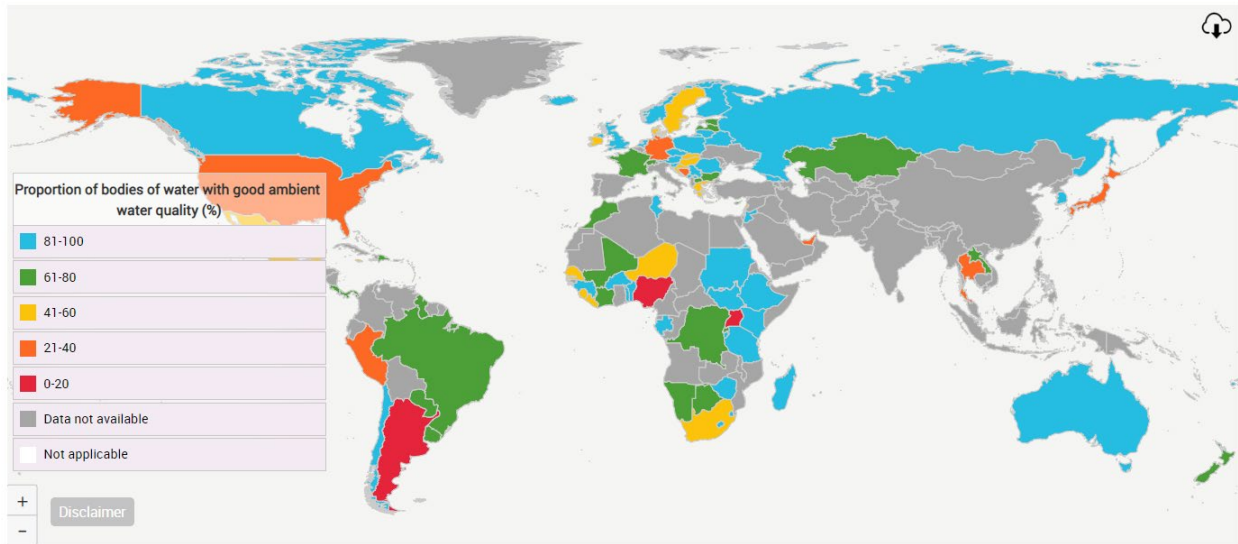 Proportion of bodies of water with good ambient
water quality (%)
81-100
61-80
41-60
21-40
0-20
Data not available
Not applicable
+
−
Disclaimer